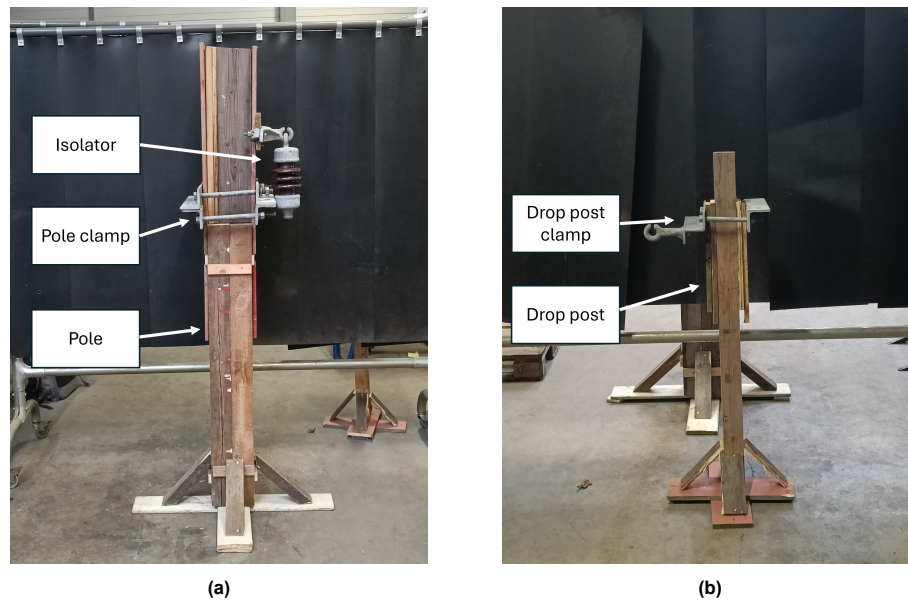 Isolator
Pole clamp
Pole
(a)
Drop post
clamp
Drop post
(b)